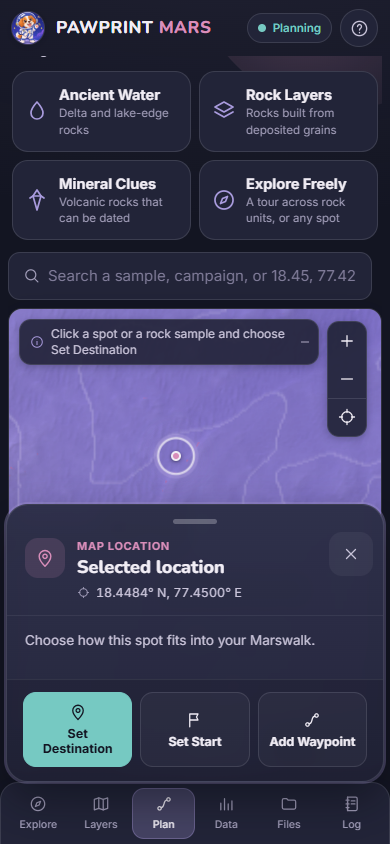 PAWPRINT MARS
Planning
Ancient Water
Delta and lake-edge
rocks
Rock Layers
Rocks built from
deposited grains
Mineral Clues
Volcanic rocks that
can be dated
Explore Freely
A tour across rock
units, or any spot
Search a sample, campaign, or 18.45, 77.42
Click a spot or a rock sample and choose
Set Destination
MAP LOCATION
Selected location
18.4484° N, 77.4500° E
Choose how this spot fits into your Marswalk.
Set
Destination
Set Start
Add Waypoint
Explore
Layers
Plan
Data
Files
Log